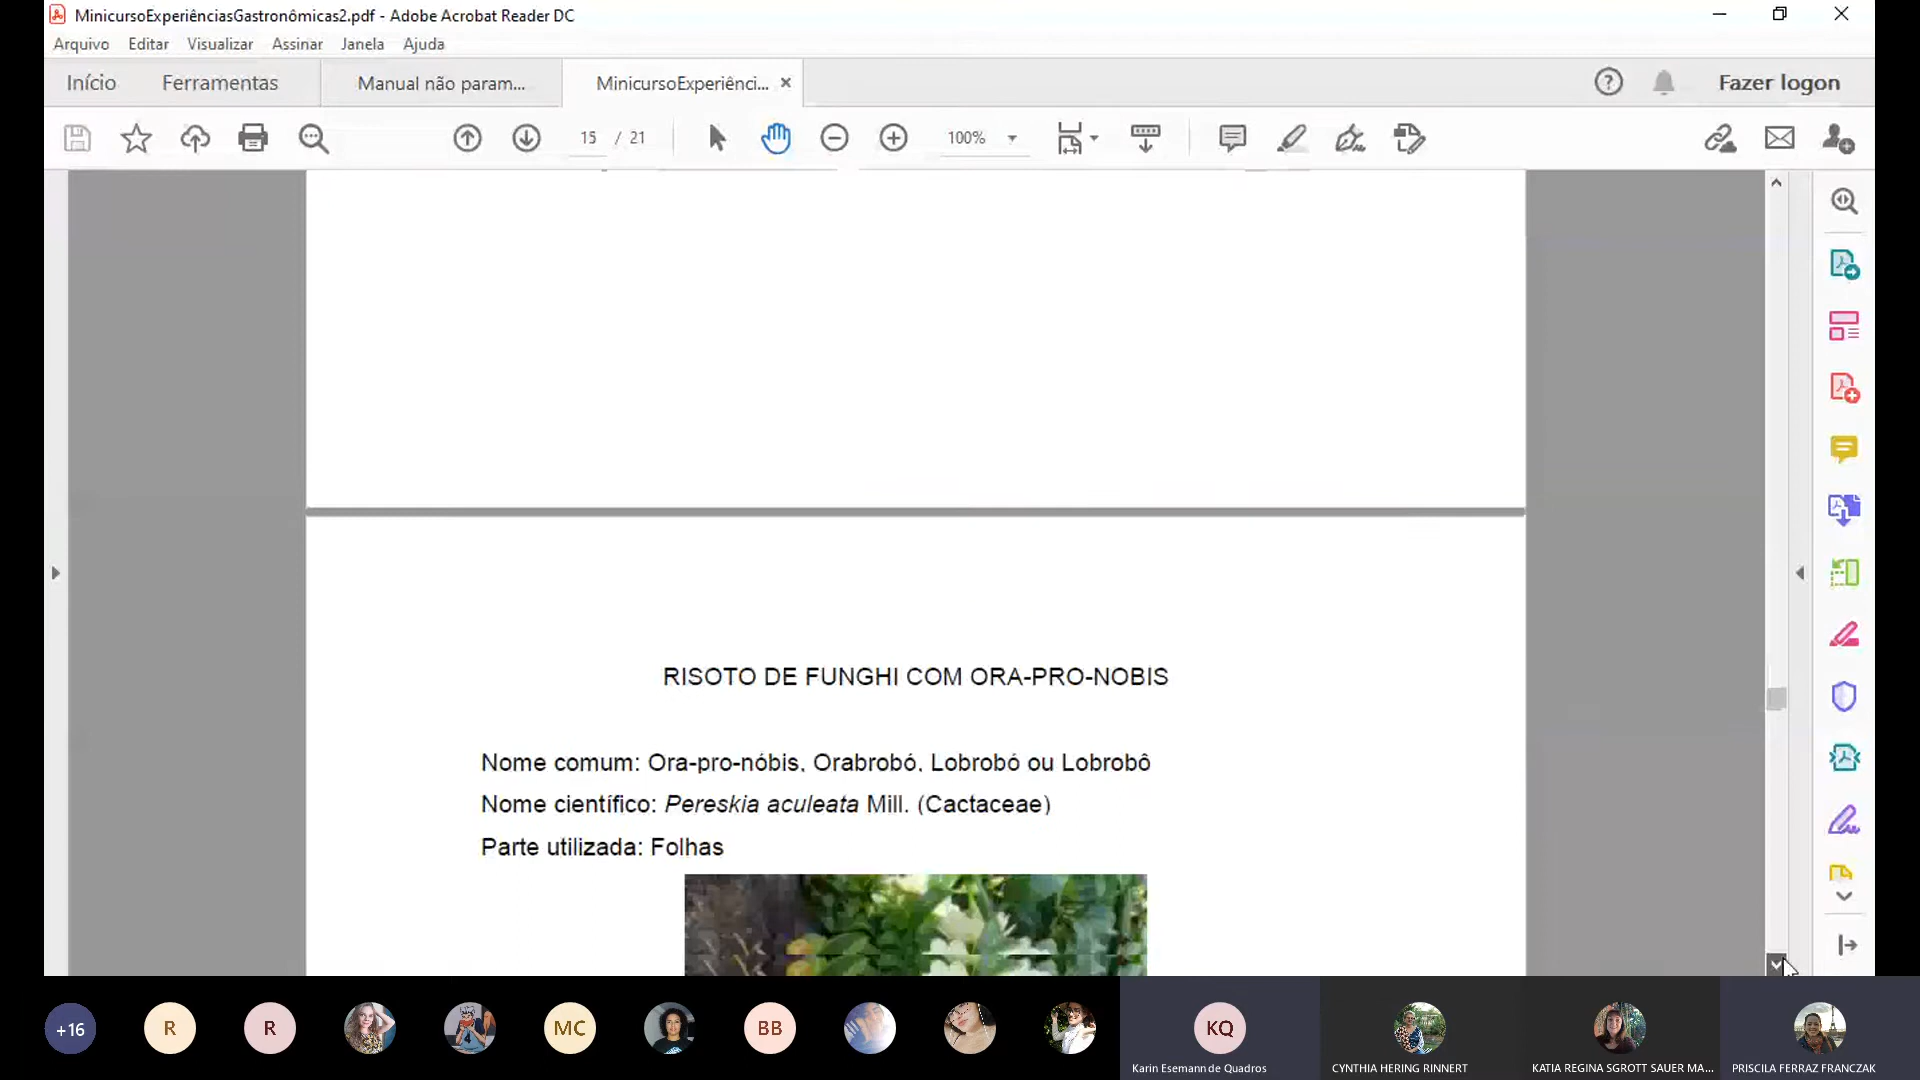 MinicursoExperiênciasGastronômicas2.pdf - Adobe Acrobat Reader DC
Arquivo Editar Visualizar Assinar Janela Ajuda
Início Ferramentas Manual não param... MinicursoExperiênci... Fazer logon
15 / 21 100%
RISOTO DE FUNGHI COM ORA-PRO-NOBIS
Nome comum: Ora-pro-nóbis, Orabrobó, Lobrobó ou Lobrobô
Nome científico: Pereskia aculeata Mill. (Cactaceae)
Parte utilizada: Folhas
+16 R R MC BB KQ
Karin Esemann de Quadros CYNTHIA HERING RINNERT KATIA REGINA SGROTT SAUER MA... PRISCILA FERRAZ FRANCZAK